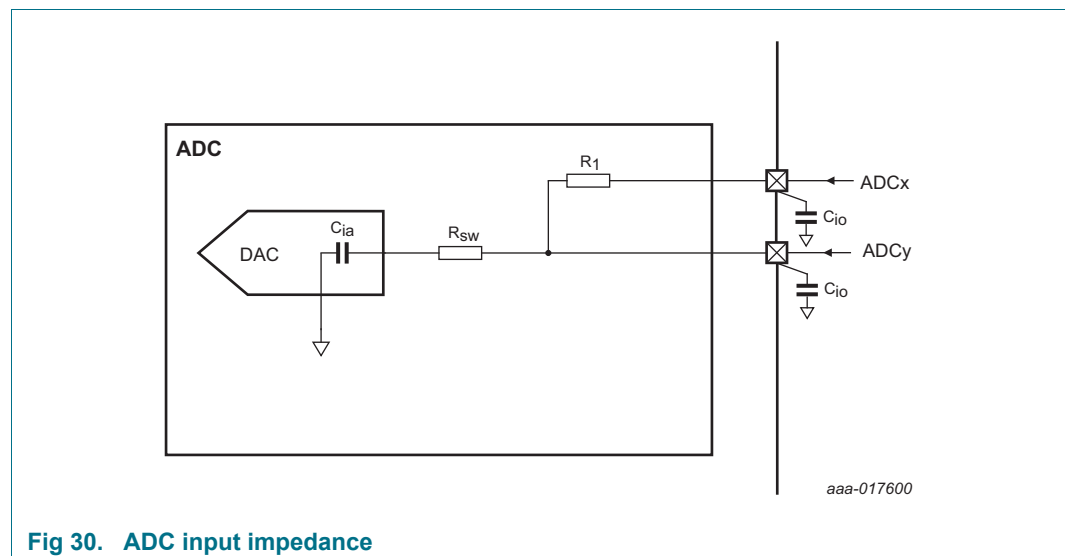 ADC
R1
ADCx
Cio
Cia
Rsw
DAC
ADCy
Cio
aaa-017600
Fig 30. ADC input impedance